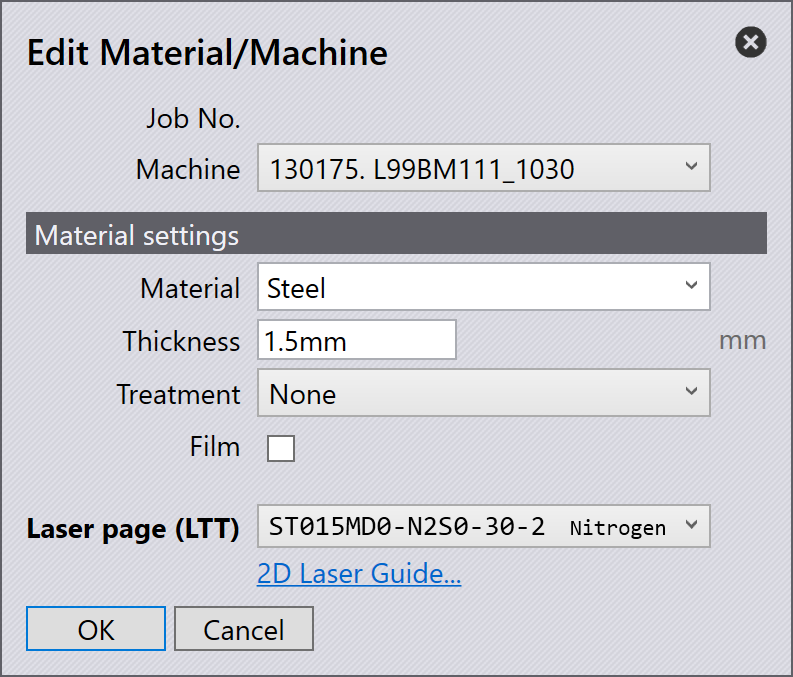 Edit Material/Machine
Job No.
Machine 130175. L99BM111_1030
Material settings
Material Steel
Thickness 1.5mm mm
Treatment None
Film
Laser page (LTT) ST015MD0-N2S0-30-2 Nitrogen
2D Laser Guide...
OK Cancel